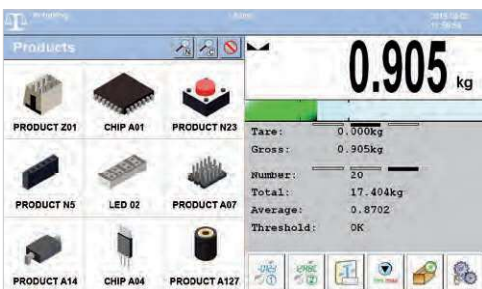 Products
PRODUCT Z01
CHIP A01
PRODUCT N23
PRODUCT N5
LED 02
PRODUCT A07
PRODUCT A14
CHIP A04
PRODUCT A127
0.905 kg
Tare: 0.000kg
Gross: 0.905kg
Number: 20
Total: 17.404kg
Average: 0.8702
Threshold: OK